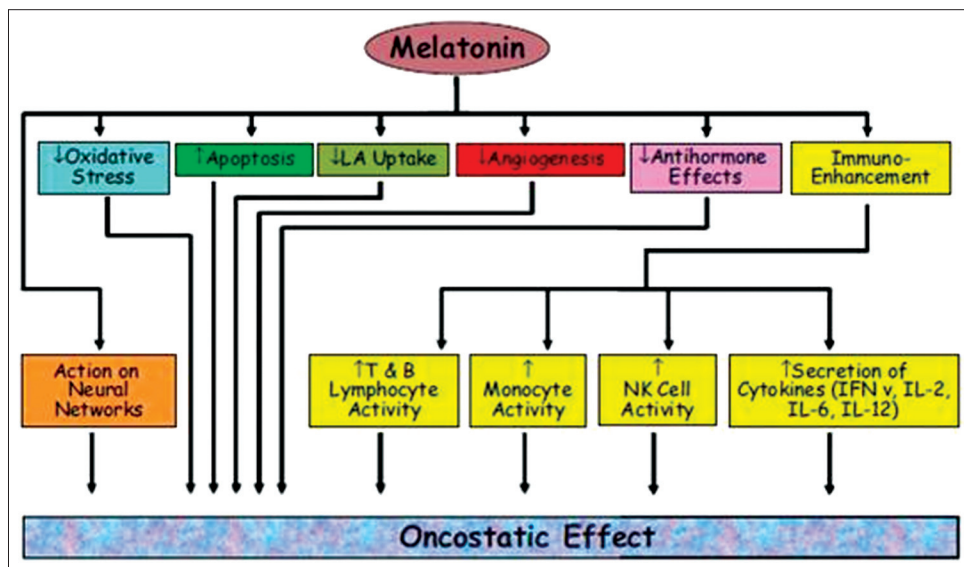 Melatonin
↓Oxidative
Stress
↑Apoptosis
↓LA Uptake
↓Angiogenesis
↓Antihormone
Effects
Immuno-
Enhancement
Action on
Neural
Networks
↑T & B
Lymphocyte
Activity
↑
Monocyte
Activity
↑
NK Cell
Activity
↑Secretion of
Cytokines (IFN v, IL-2,
IL-6, IL-12)
Oncostatic Effect